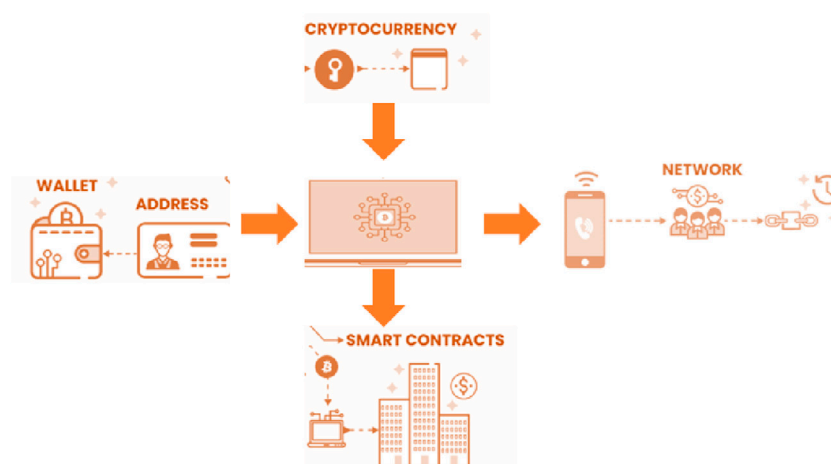 CRYPTOCURRENCY
WALLET
ADDRESS
NETWORK
SMART CONTRACTS